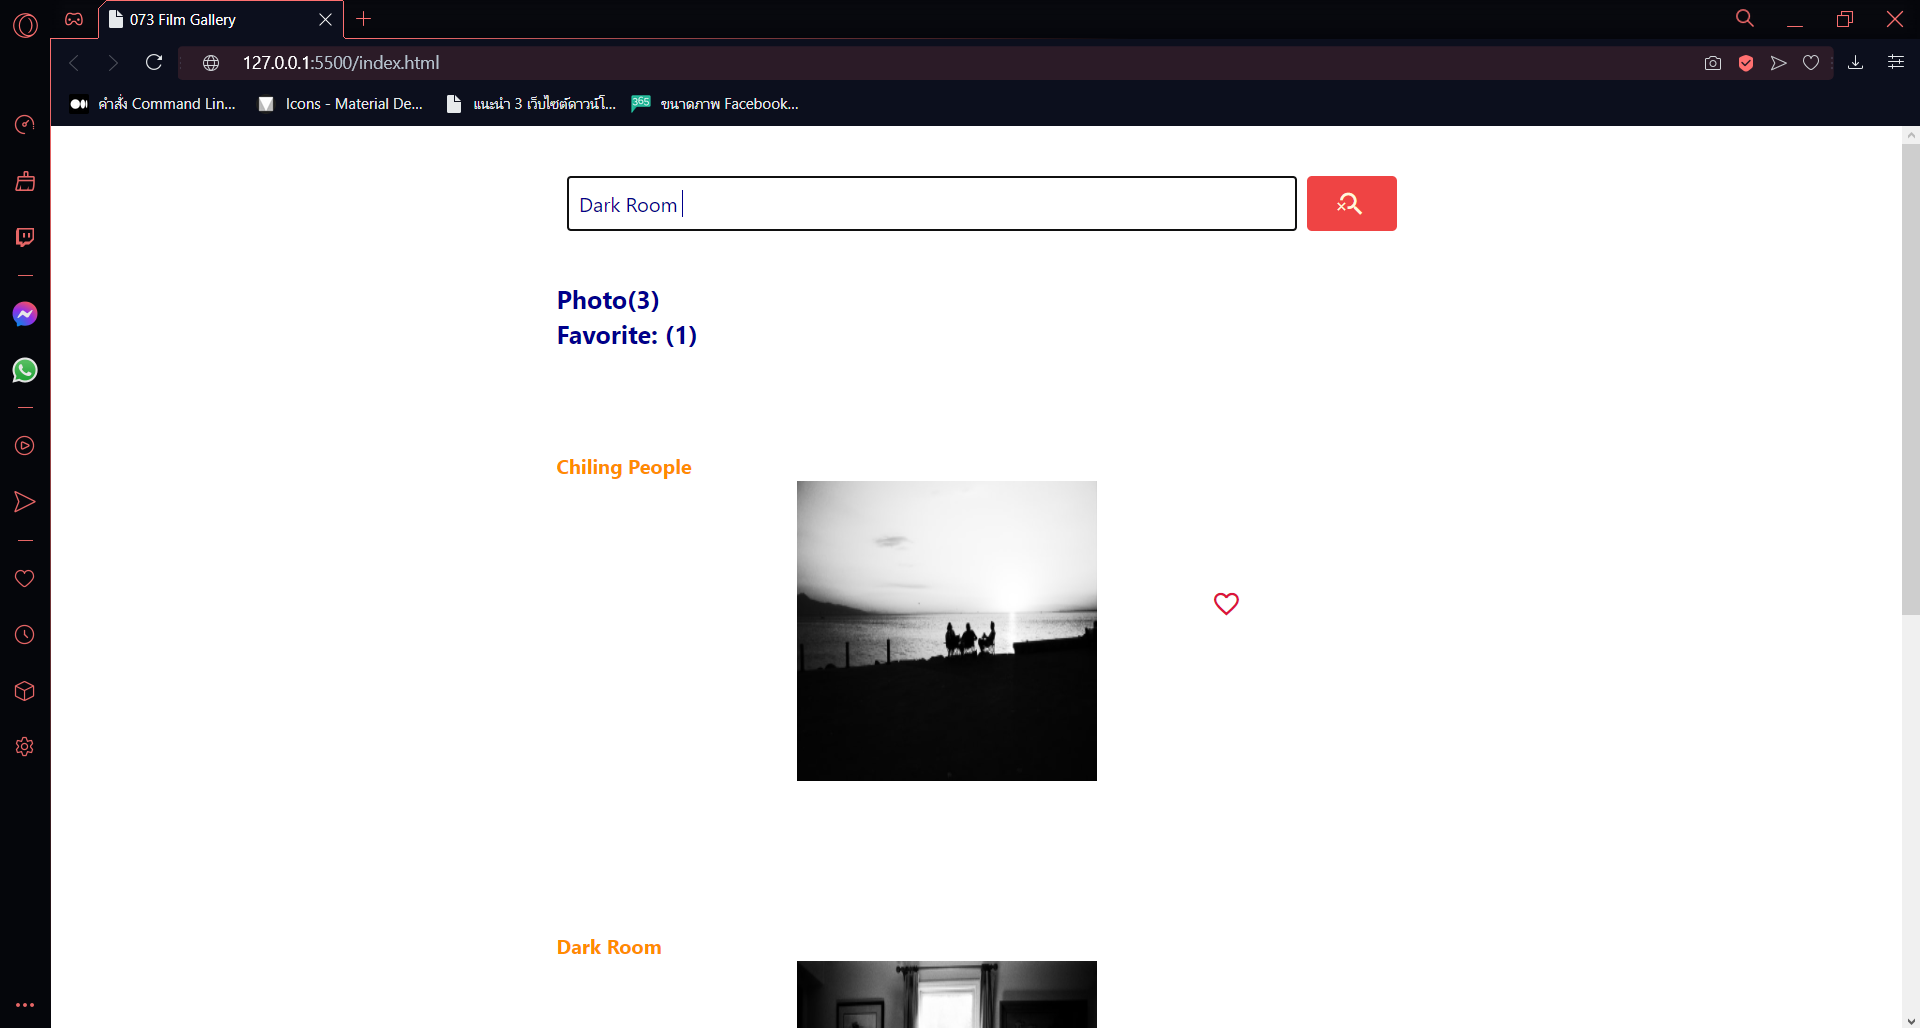 073 Film Gallery
127.0.0.1:5500/index.html
คำสั่ง Command Lin...
Icons - Material De...
แนะนำ 3 เว็บไซต์ดาวน์โ...
365
ขนาดภาพ Facebook...
Dark Room
Photo(3)
Favorite: (1)
Chiling People
Dark Room